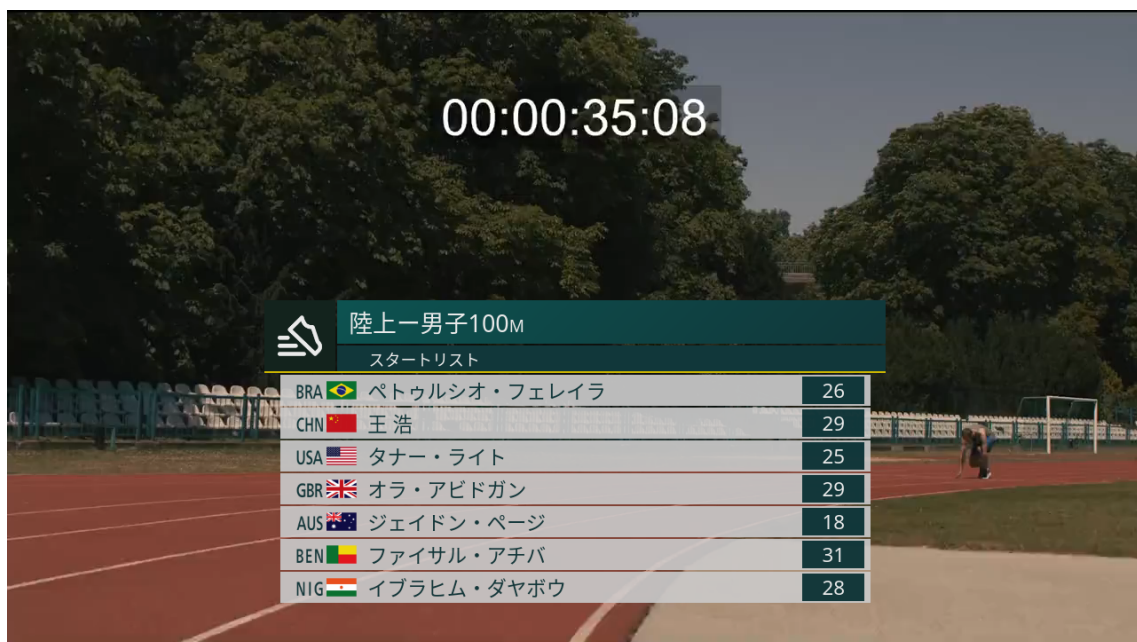 00:00:35:08
陸上ー男子100M
スタートリスト
BRA ペトゥルシオ・フェレイラ 26
CHN 王 浩 29
USA タナー・ライト 25
GBR オラ・アビドガン 29
AUS ジェイドン・ページ 18
BEN ファイサル・アチバ 31
NIG イブラヒム・ダヤボウ 28